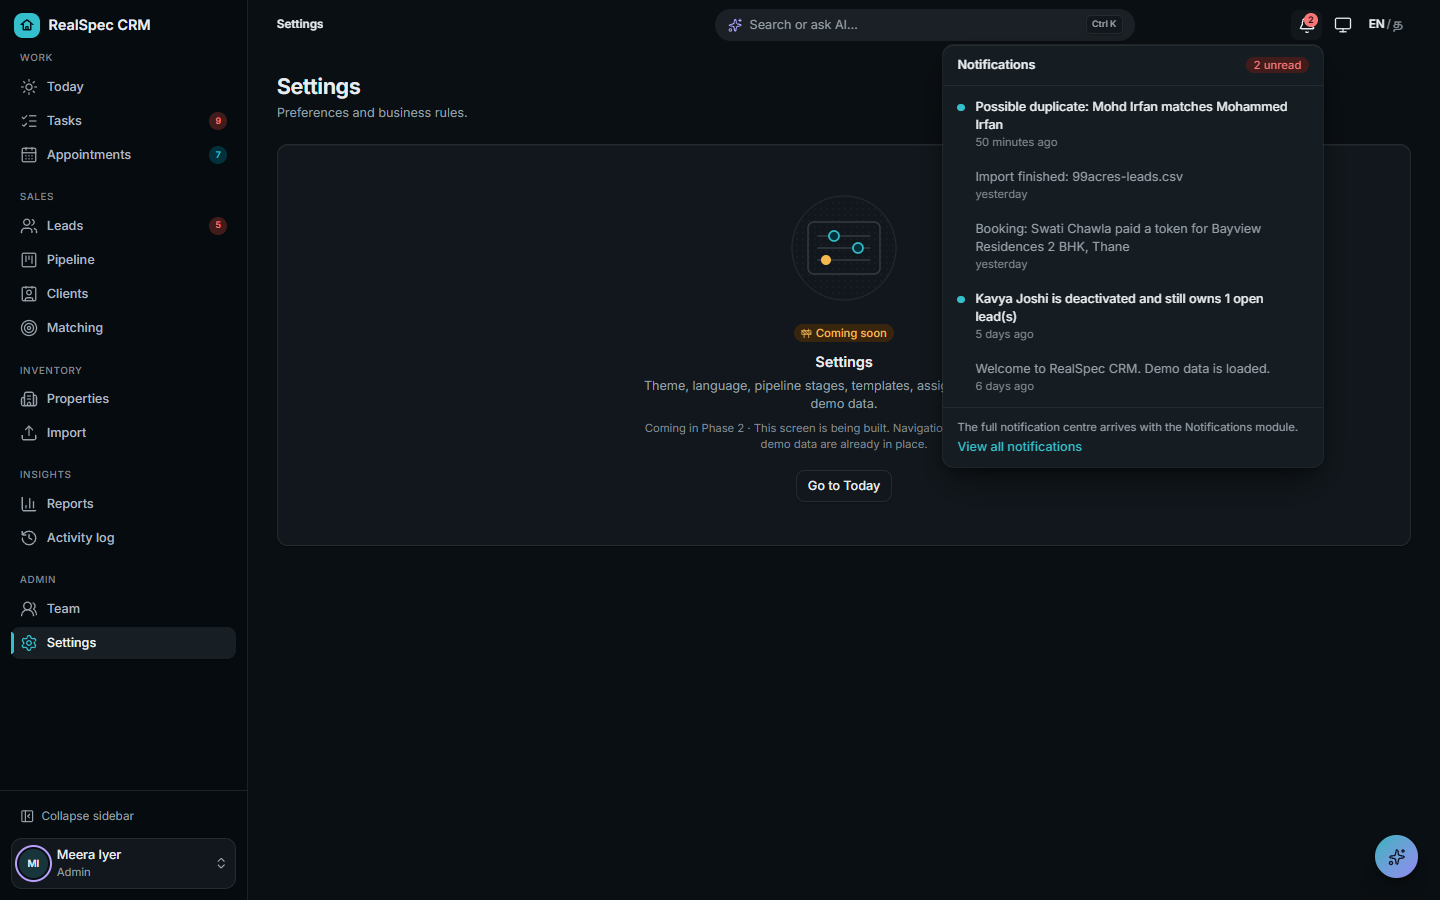 RealSpec CRM
WORK
Today
Tasks 9
Appointments 7
SALES
Leads 5
Pipeline
Clients
Matching
INVENTORY
Properties
Import
INSIGHTS
Reports
Activity log
ADMIN
Team
Settings
Collapse sidebar
MI
Meera Iyer
Admin
Settings
Search or ask AI...
Ctrl K
2
EN / த
Settings
Preferences and business rules.
Coming soon
Settings
Theme, language, pipeline stages, templates,
demo data.
Coming in Phase 2 · This screen is being built.
demo data are already in place.
Go to Today
Notifications
2 unread
Possible duplicate: Mohd Irfan matches Mohammed
Irfan
50 minutes ago
Import finished: 99acres-leads.csv
yesterday
Booking: Swati Chawla paid a token for Bayview
Residences 2 BHK, Thane
yesterday
Kavya Joshi is deactivated and still owns 1 open
lead(s)
5 days ago
Welcome to RealSpec CRM. Demo data is loaded.
6 days ago
The full notification centre arrives with the Notifications module.
View all notifications